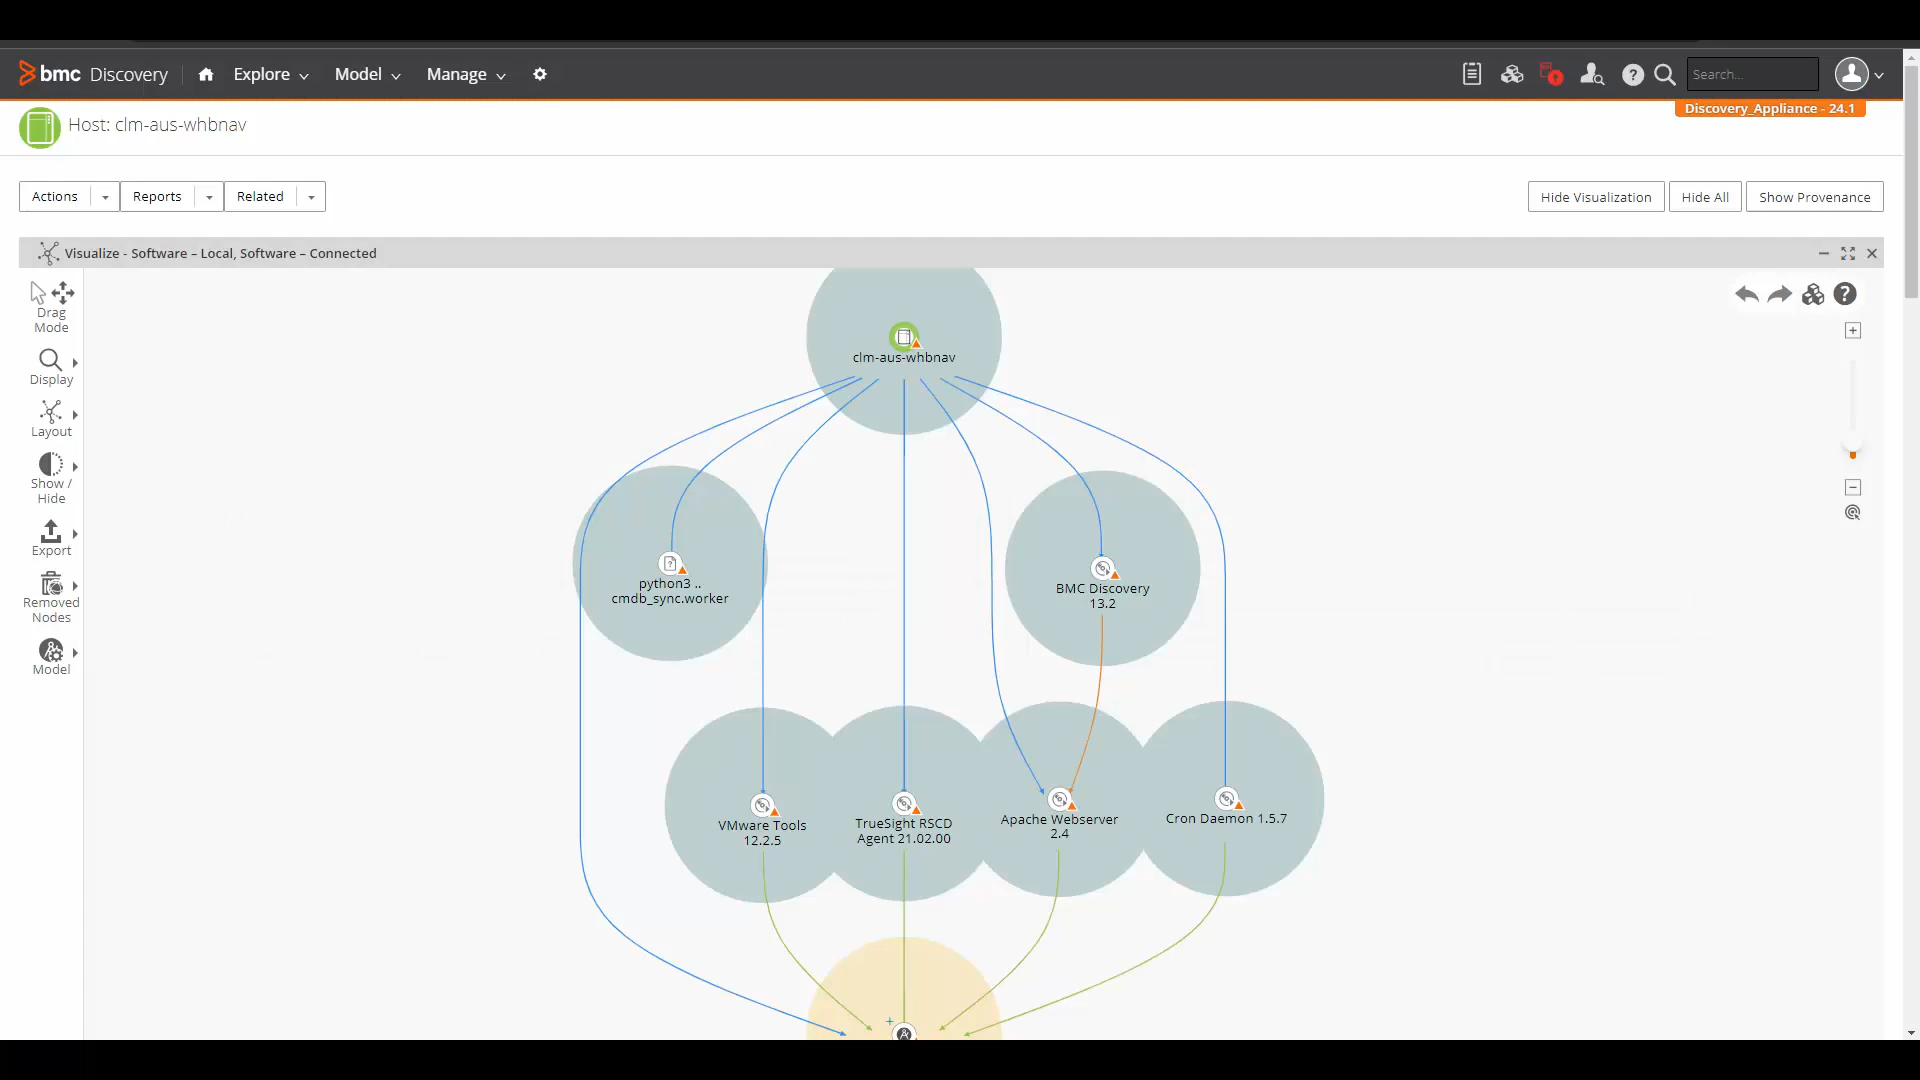 bmc Discovery
Explore
Model
Manage
Search...
Discovery_Appliance - 24.1
Host: clm-aus-whbnav
Actions
Reports
Related
Hide Visualization
Hide All
Show Provenance
Visualize - Software – Local, Software – Connected
Drag
Mode
Display
Layout
Show /
Hide
Export
Removed
Nodes
Model
clm-aus-whbnav
python3 ..
cmdb_sync.worker
BMC Discovery
13.2
VMware Tools
12.2.5
TrueSight RSCD
Agent 21.02.00
Apache Webserver
2.4
Cron Daemon 1.5.7